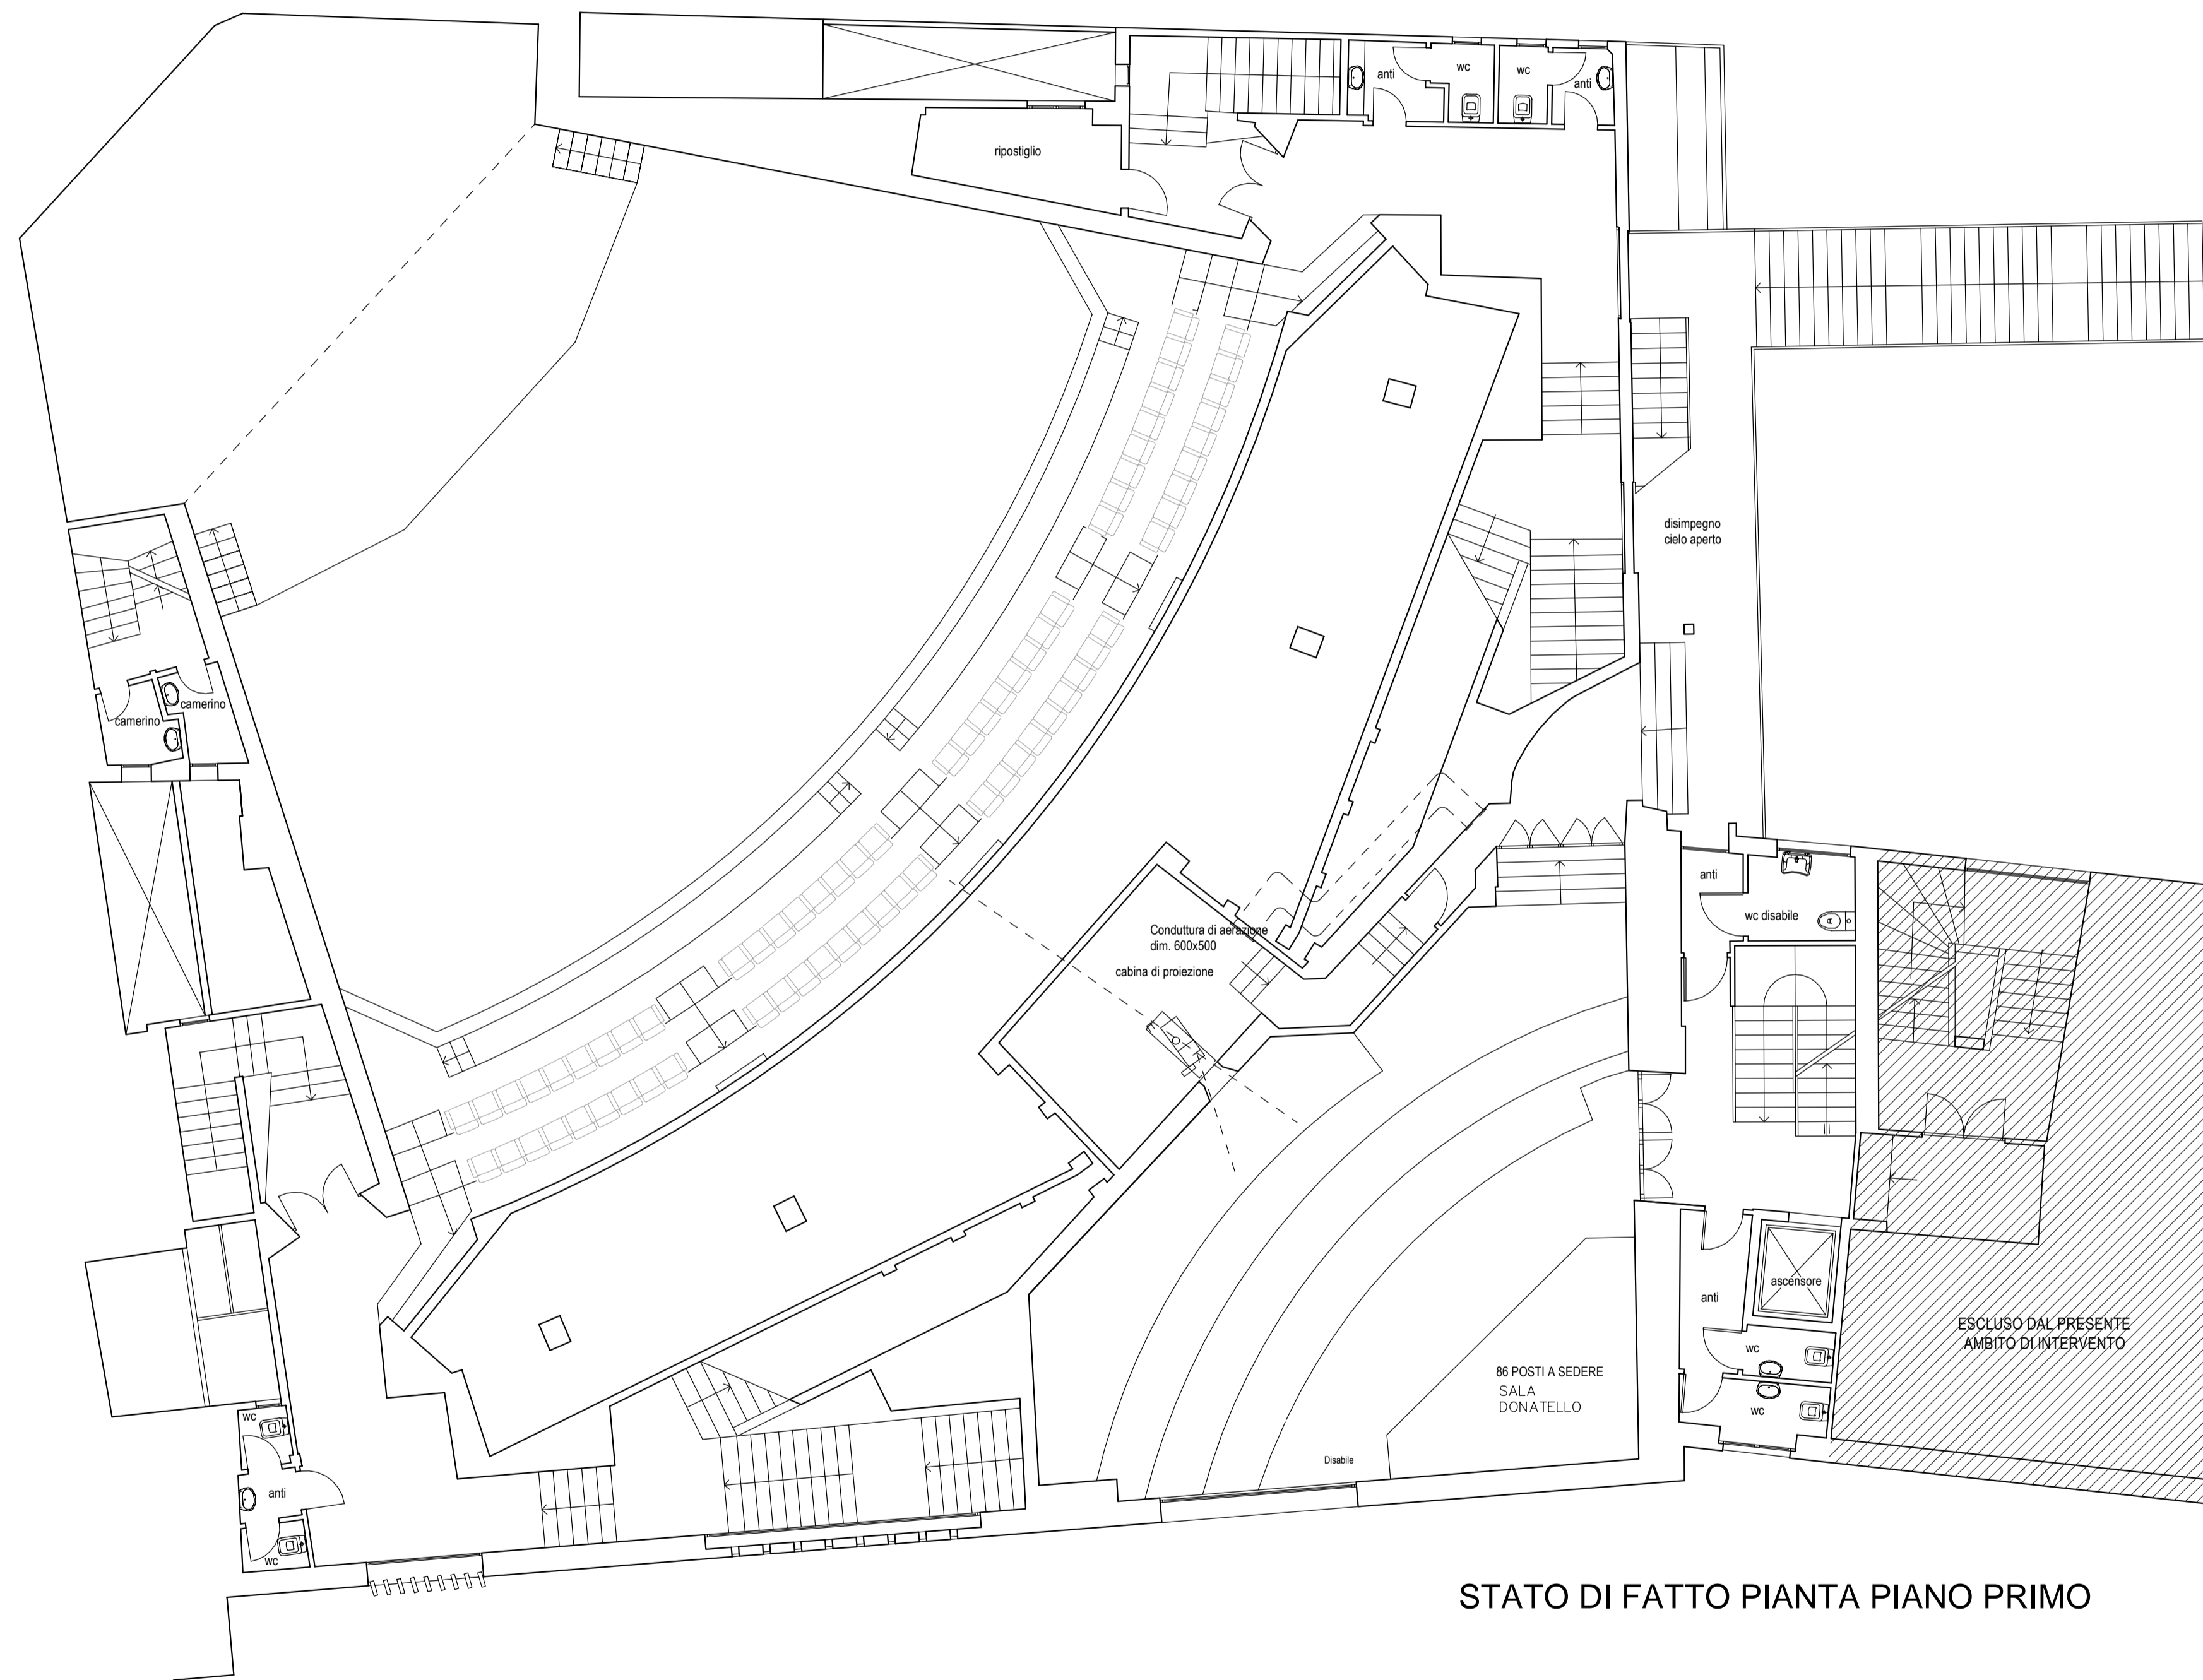 anti
wc
wc
anti
ripostiglio
disimpegno
cielo aperto
camerino
camerino
anti
wc disabile
Conduttura di aerazione
dim. 600x500
cabina di proiezione
ascensore
anti
ESCLUSO DAL PRESENTE
AMBITO DI INTERVENTO
wc
86 POSTI A SEDERE
SALA
DONATELLO
wc
wc
Disabile
anti
wc
STATO DI FATTO PIANTA PIANO PRIMO